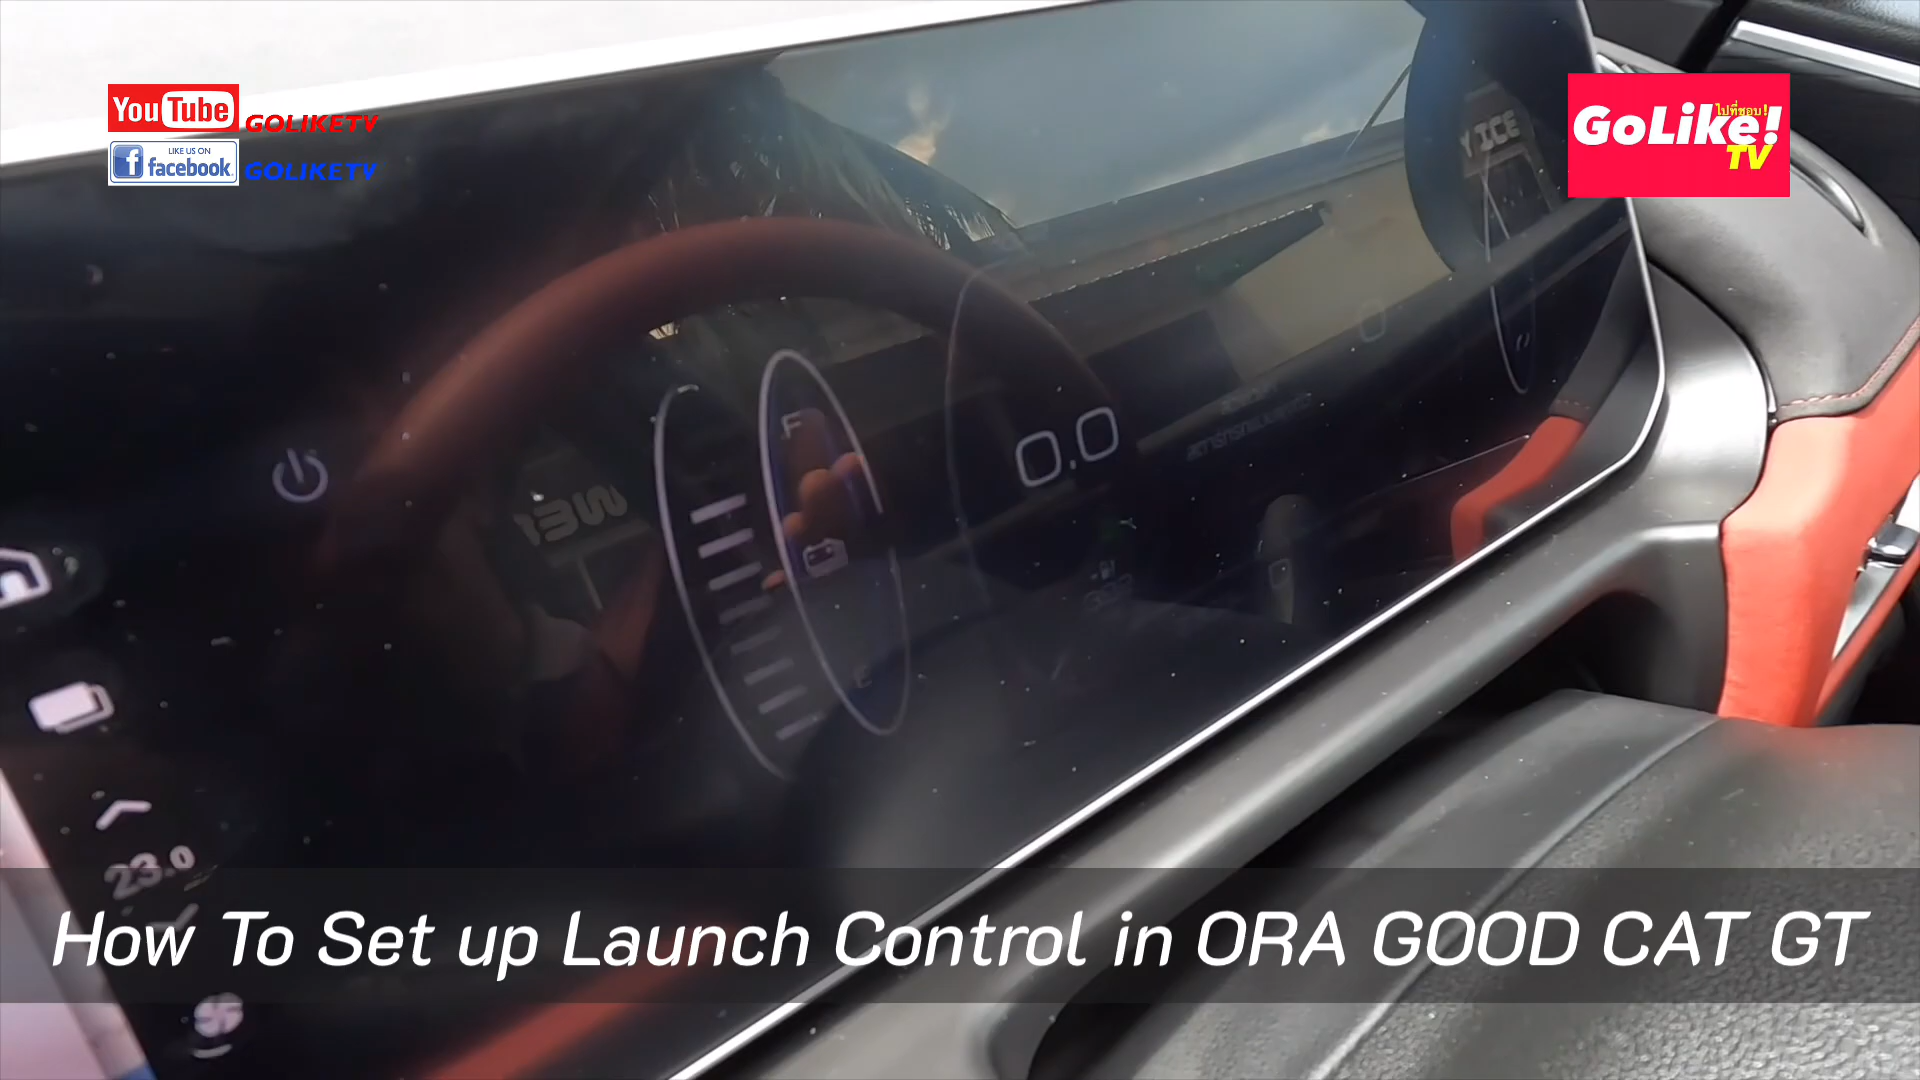 YouTube GOLIKETV
LIKE US ON
facebook GOLIKETV
ไปที่ชอบ!
GoLike!
TV
Y ICE
F
0.0
E
23.0
How To Set up Launch Control in ORA GOOD CAT GT